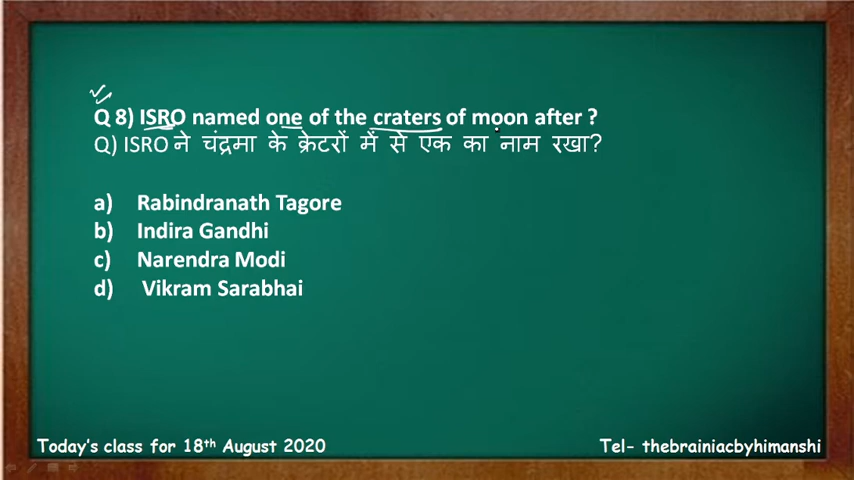 Q 8) ISRO named one of the craters of moon after ?
Q) ISRO ने चंद्रमा के क्रेटरों में से एक का नाम रखा?
a) Rabindranath Tagore
b) Indira Gandhi
c) Narendra Modi
d) Vikram Sarabhai
Today's class for 18th August 2020
Tel- thebrainiacbyhimanshi